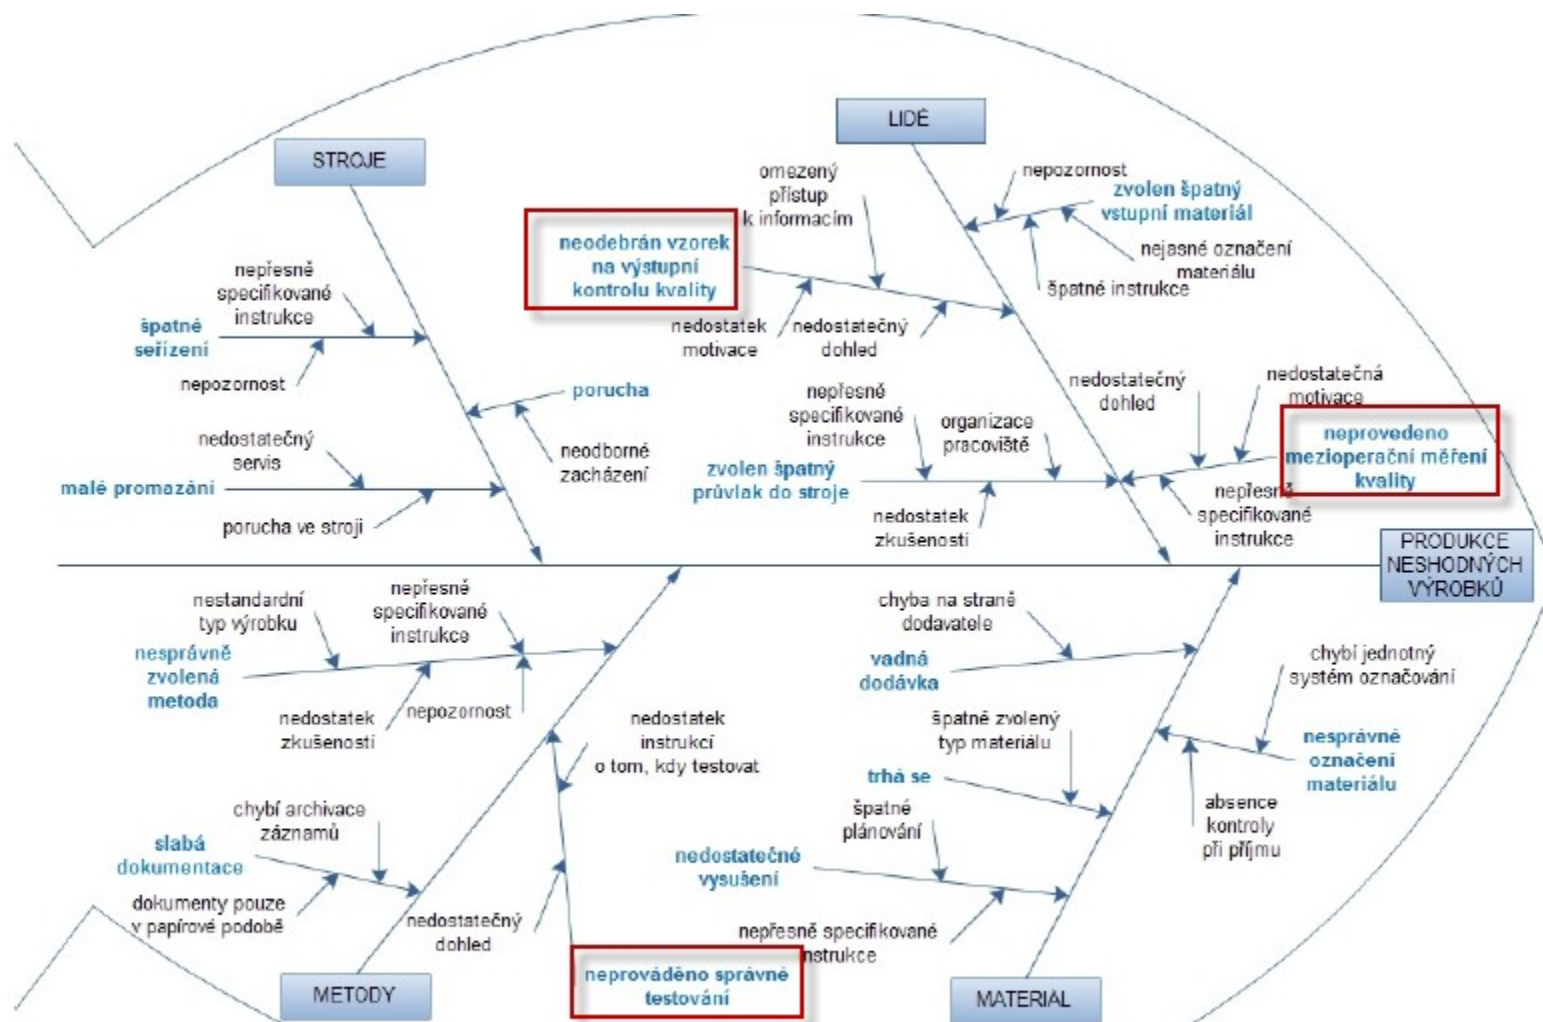 STROJE
LIDÉ
nepřesně
specifikované
instrukce
špatné
seřízení
nepozornost
porucha
neodborné
zacházení
nedostatečný
servis
malé promazání
porucha ve stroji
omezený
přístup
k informacím
neodebrán vzorek
na výstupní
kontrolu kvality
nedostatek
motivace
nedostatečný
dohled
nepozornost
zvolen špatný
vstupní materiál
nejasné označení
materiálu
špatné instrukce
nepřesně
specifikované
instrukce
organizace
pracoviště
zvolen špatný
průvlak do stroje
nedostatek
zkušeností
nedostatečný
dohled
nedostatečná
motivace
neprovedeno
mezioperační měření
kvality
nepřesně
specifikované
instrukce
PRODUKCE
NESHODNÝCH
VÝROBKŮ
nestandardní
typ výrobku
nepřesně
specifikované
instrukce
nesprávně
zvolená
metoda
nedostatek
zkušeností
nepozornost
nedostatek
instrukcí
o tom, kdy testovat
chybí archivace
záznamů
slabá
dokumentace
dokumenty pouze
v papírové podobě
nedostatečný
dohled
neprováděno správné
testování
METODY
chyba na straně
dodavatele
vadná
dodávka
chybí jednotný
systém označování
nesprávné
označení
materiálu
absence
kontroly
při příjmu
špatně zvolený
typ materiálu
trhá se
špatné
plánování
nedostatečné
vysušení
nepřesně specifikované
instrukce
MATERIÁL